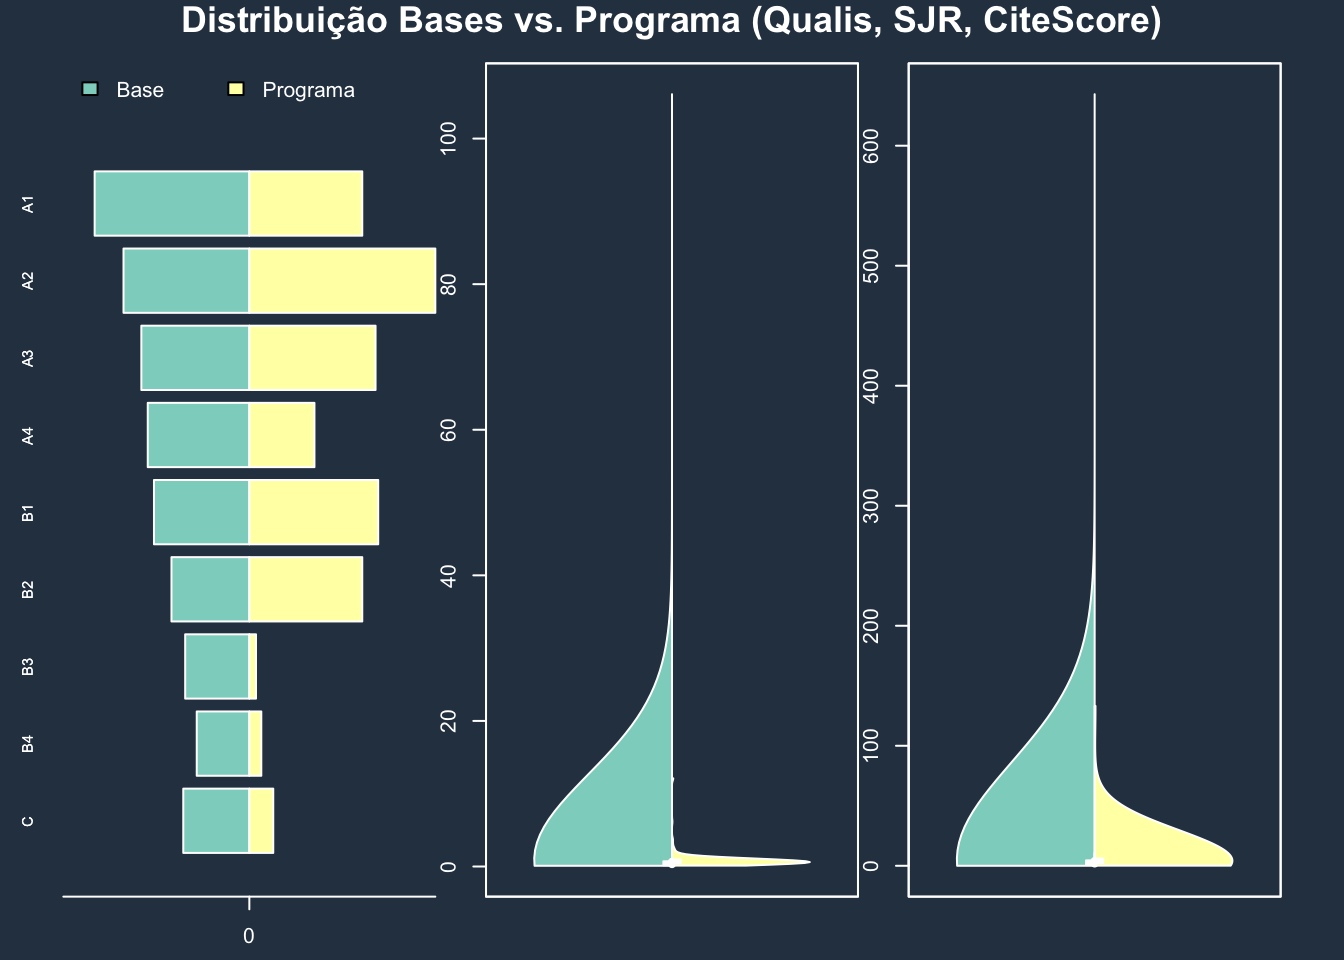 Distribuição Bases vs. Programa (Qualis, SJR, CiteScore)
Base Programa
A1
A2
A3
A4
B1
B2
B3
B4
C
0
100
80
60
40
20
0
600
500
400
300
200
100
0